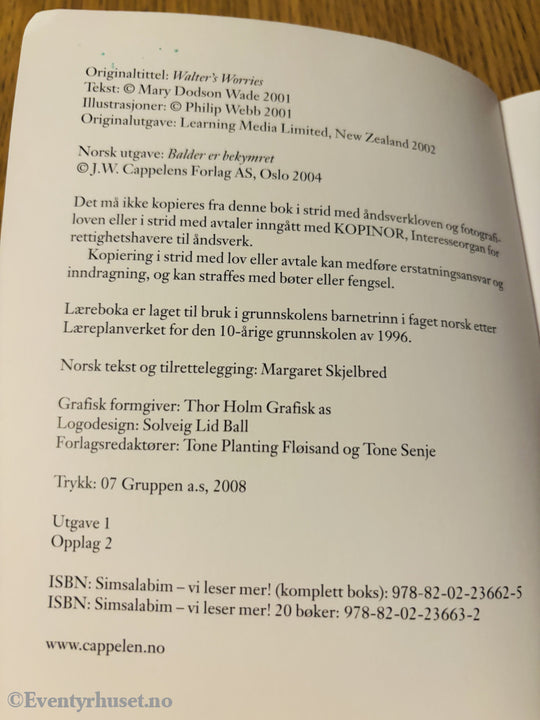 Originaltittel: Walter's Worries
Tekst: © Mary Dodson Wade 2001
Illustrasjoner: © Philip Webb 2001
Originalutgave: Learning Media Limited, New Zealand 2002
Norsk utgave: Balder er bekymret
© J.W. Cappelens Forlag AS, Oslo 2004
Det må ikke kopieres fra denne bok i strid med åndsverkloven og fotografi-
loven eller i strid med avtaler inngått med KOPINOR, Interesseorgan for
rettighetshavere til åndsverk.
Kopiering i strid med lov eller avtale kan medføre erstatningsansvar og
inndragning, og kan straffes med bøter eller fengsel.
Læreboka er laget til bruk i grunnskolens barnetrinn i faget norsk etter
Læreplanverket for den 10-årige grunnskolen av 1996.
Norsk tekst og tilrettelegging: Margaret Skjelbred
Grafisk formgiver: Thor Holm Grafisk as
Logodesign: Solveig Lid Ball
Forlagsredaktører: Tone Planting Fløisand og Tone Senje
Trykk: 07 Gruppen a.s, 2008
Utgave 1
Opplag 2
ISBN: Simsalabim – vi leser mer! (komplett boks): 978-82-02-23662-5
ISBN: Simsalabim – vi leser mer! 20 bøker: 978-82-02-23663-2
www.cappelen.no
©Eventyrhuset.no